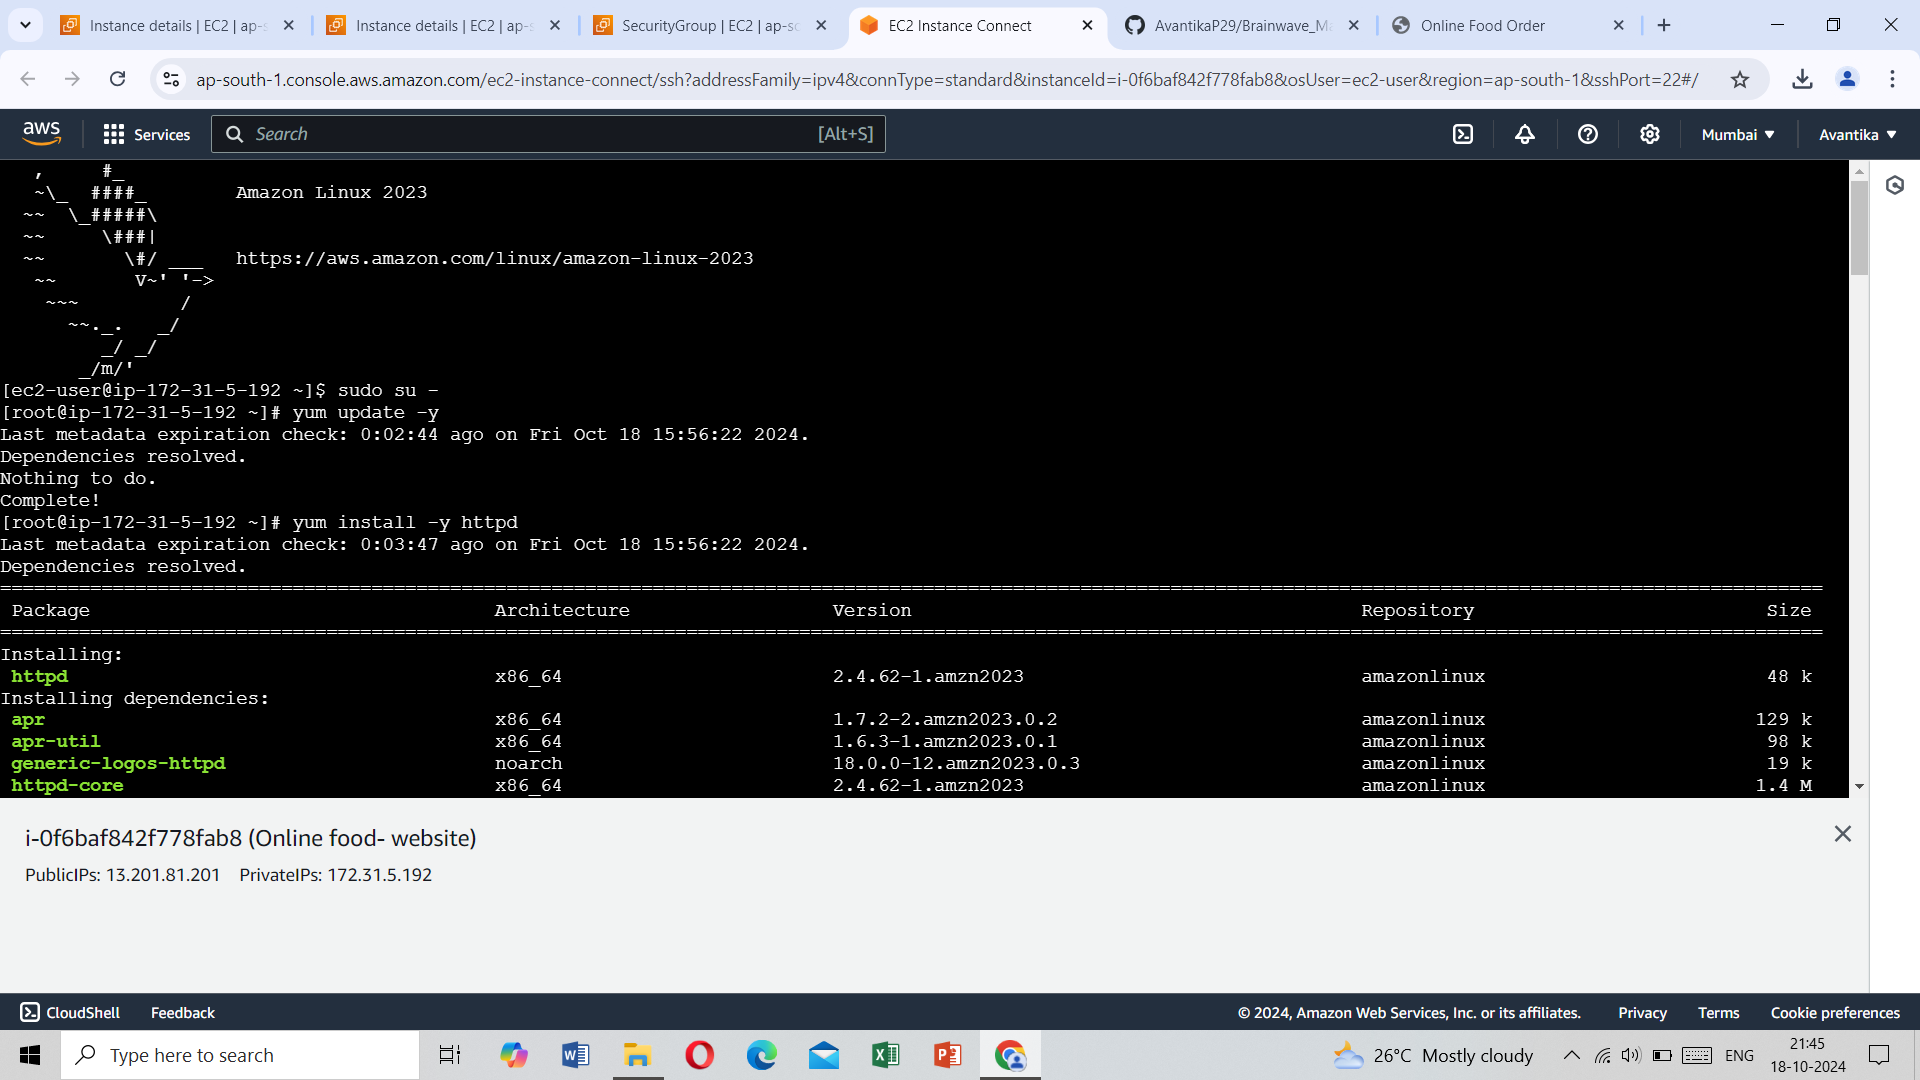 Instance details | EC2 | ap-s
Instance details | EC2 | ap-s
SecurityGroup | EC2 | ap-so
EC2 Instance Connect
AvantikaP29/Brainwave_Ma
Online Food Order
ap-south-1.console.aws.amazon.com/ec2-instance-connect/ssh?addressFamily=ipv4&connType=standard&instanceId=i-0f6baf842f778fab8&osUser=ec2-user&region=ap-south-1&sshPort=22#/
aws
Services
Search
[Alt+S]
Mumbai ▼
Avantika ▼
   ,     #_
   ~\_  ####_        Amazon Linux 2023
  ~~  \_#####\
  ~~     \###|
  ~~       \#/ ___   https://aws.amazon.com/linux/amazon-linux-2023
   ~~       V~' '->
    ~~~         /
      ~~._.   _/
         _/ _/
       _/m/'
[ec2-user@ip-172-31-5-192 ~]$ sudo su -
[root@ip-172-31-5-192 ~]# yum update -y
Last metadata expiration check: 0:02:44 ago on Fri Oct 18 15:56:22 2024.
Dependencies resolved.
Nothing to do.
Complete!
[root@ip-172-31-5-192 ~]# yum install -y httpd
Last metadata expiration check: 0:03:47 ago on Fri Oct 18 15:56:22 2024.
Dependencies resolved.
Package Architecture Version Repository Size
Installing:
httpd x86_64 2.4.62-1.amzn2023 amazonlinux 48 k
Installing dependencies:
apr x86_64 1.7.2-2.amzn2023.0.2 amazonlinux 129 k
apr-util x86_64 1.6.3-1.amzn2023.0.1 amazonlinux 98 k
generic-logos-httpd noarch 18.0.0-12.amzn2023.0.3 amazonlinux 19 k
httpd-core x86_64 2.4.62-1.amzn2023 amazonlinux 1.4 M
i-0f6baf842f778fab8 (Online food- website)
PublicIPs: 13.201.81.201 PrivateIPs: 172.31.5.192
CloudShell
Feedback
© 2024, Amazon Web Services, Inc. or its affiliates.
Privacy
Terms
Cookie preferences
Type here to search
26°C Mostly cloudy
ENG
21:45
18-10-2024